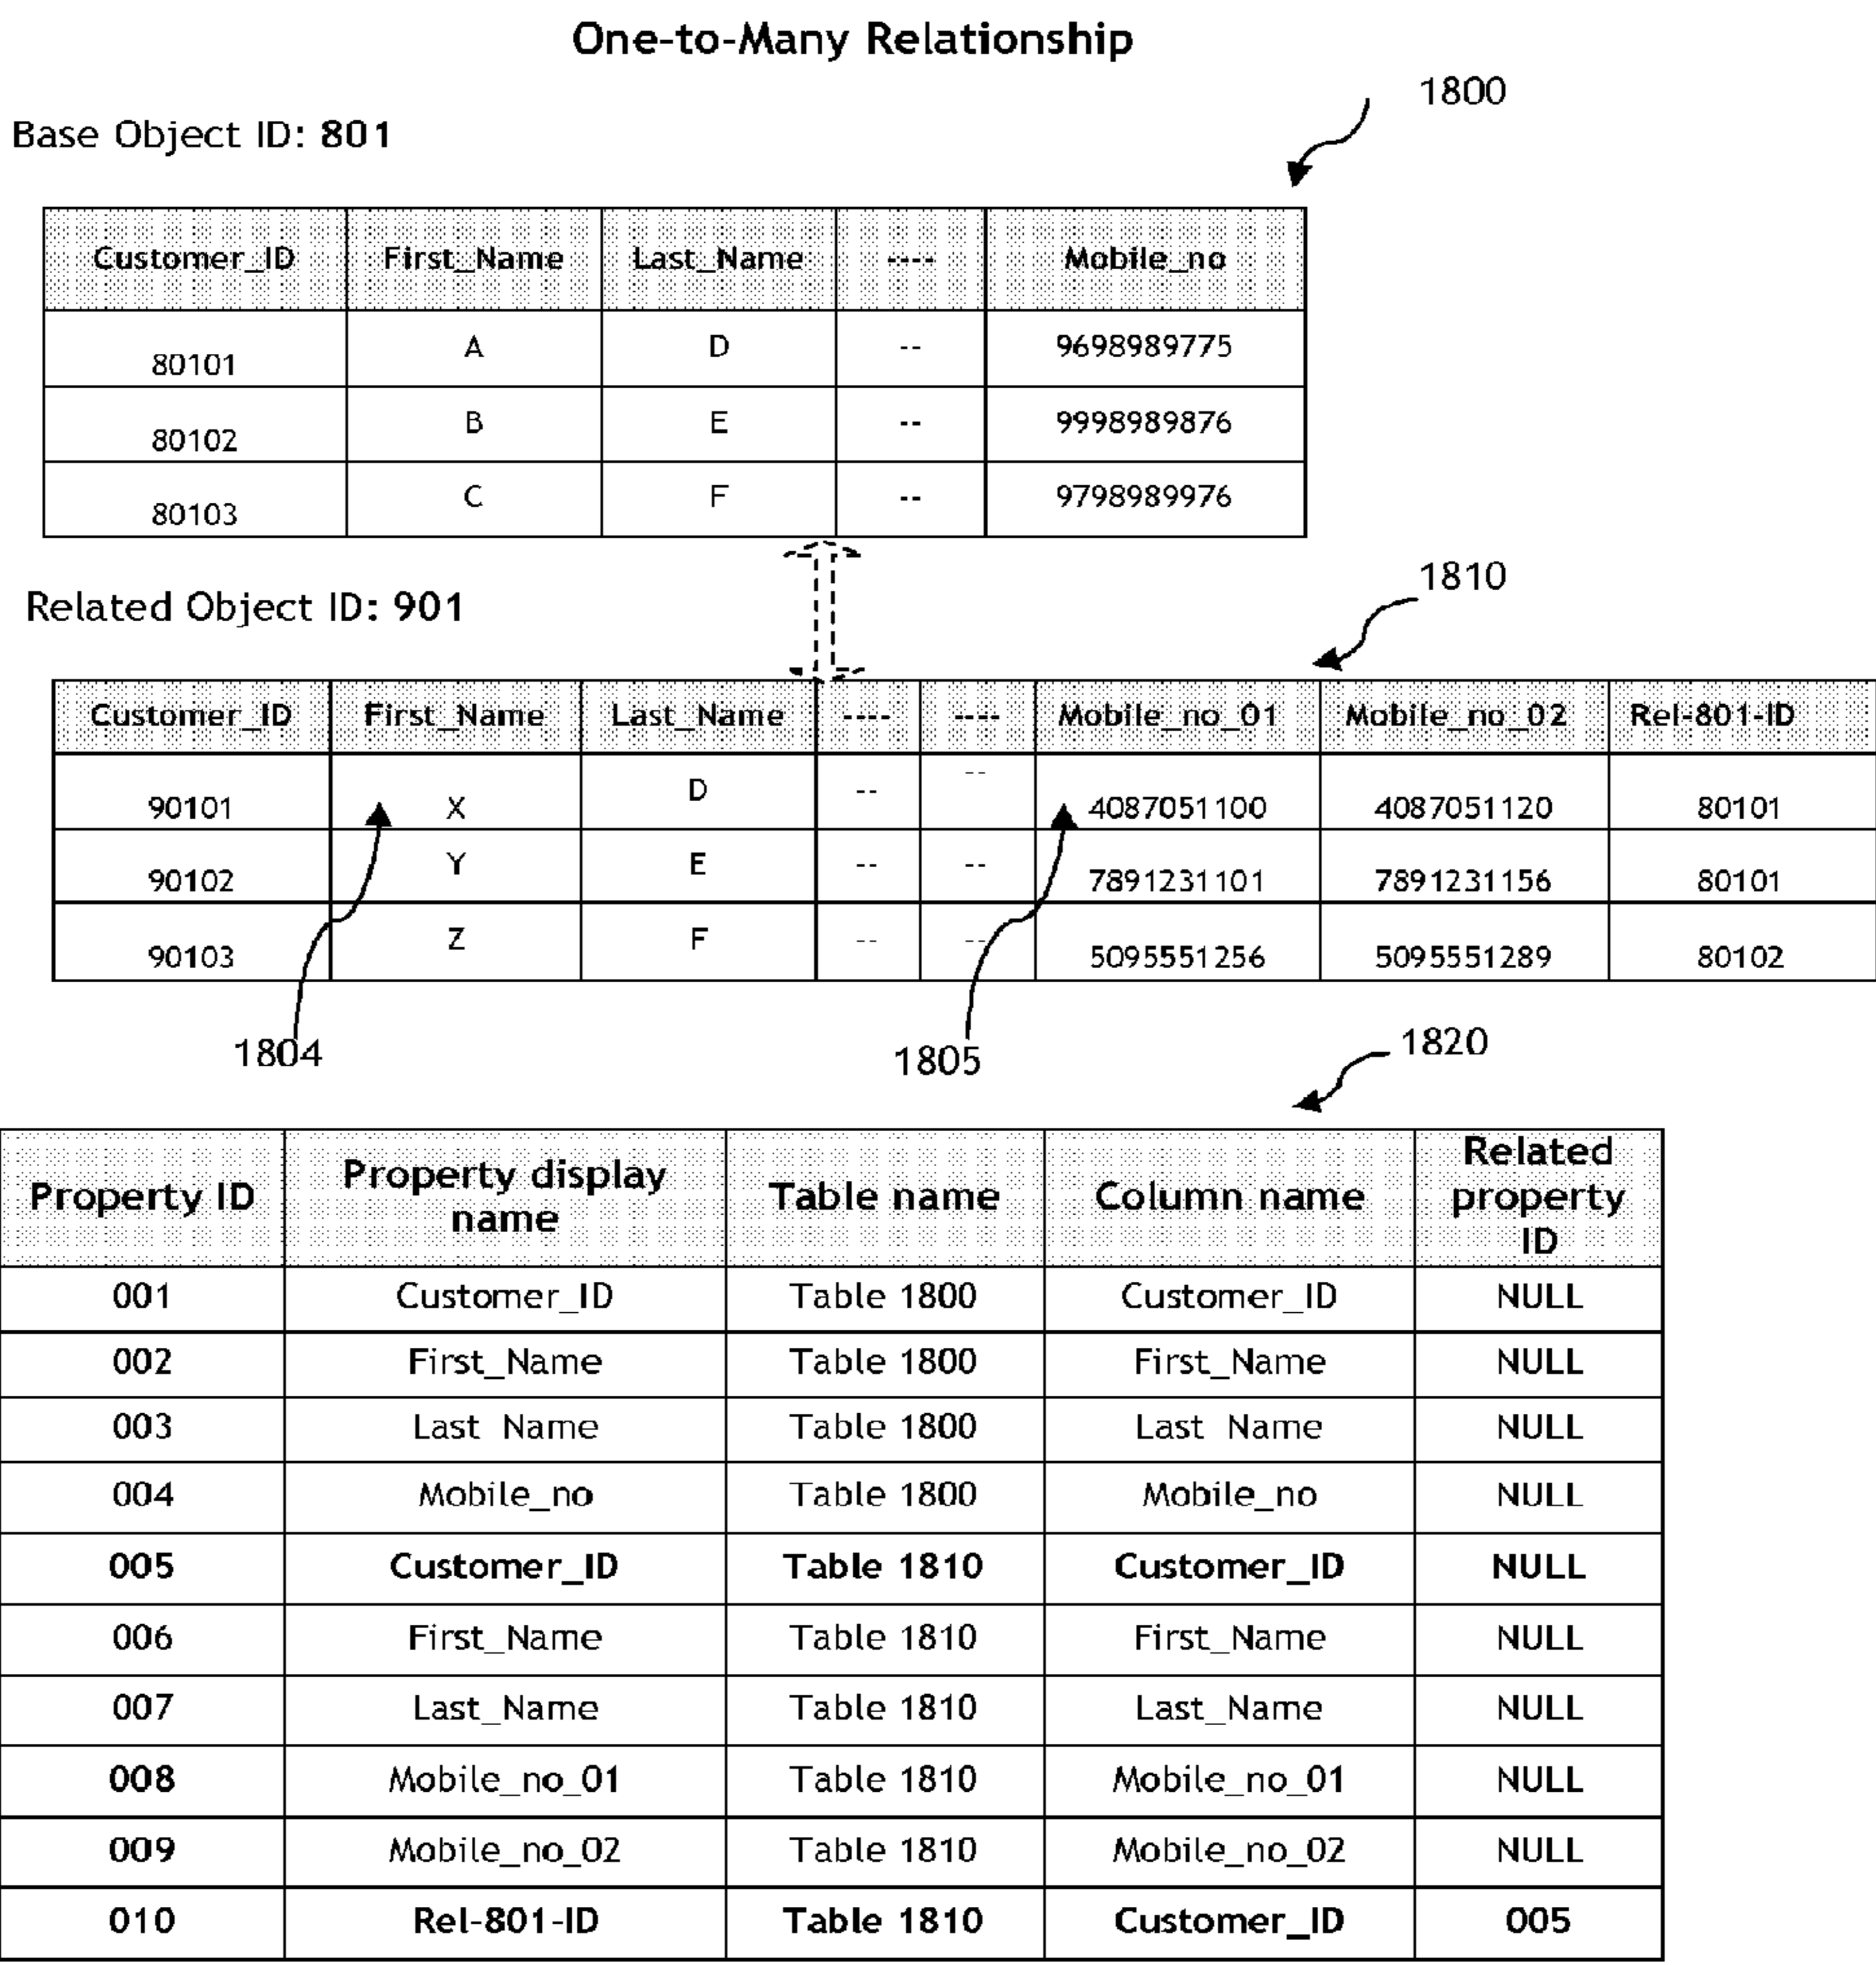 One-to-Many Relationship
1800
Base Object ID: 801
Customer_ID First_Name Last_Name ---- Mobile_no
80101 A D -- 9698989775
80102 B E -- 9998989876
80103 C F -- 9798989976
1810
Related Object ID: 901
Customer_ID First_Name Last_Name ---- ---- Mobile_no_01 Mobile_no_02 Rel-801-ID
90101 X D -- -- 4087051100 4087051120 80101
90102 Y E -- -- 7891231101 7891231156 80101
90103 Z F -- -- 5095551256 5095551289 80102
1804 1805 1820
Property ID Property display name Table name Column name Related property ID
001 Customer_ID Table 1800 Customer_ID NULL
002 First_Name Table 1800 First_Name NULL
003 Last Name Table 1800 Last Name NULL
004 Mobile_no Table 1800 Mobile_no NULL
005 Customer_ID Table 1810 Customer_ID NULL
006 First_Name Table 1810 First_Name NULL
007 Last_Name Table 1810 Last_Name NULL
008 Mobile_no_01 Table 1810 Mobile_no_01 NULL
009 Mobile_no_02 Table 1810 Mobile_no_02 NULL
010 Rel-801-ID Table 1810 Customer_ID 005